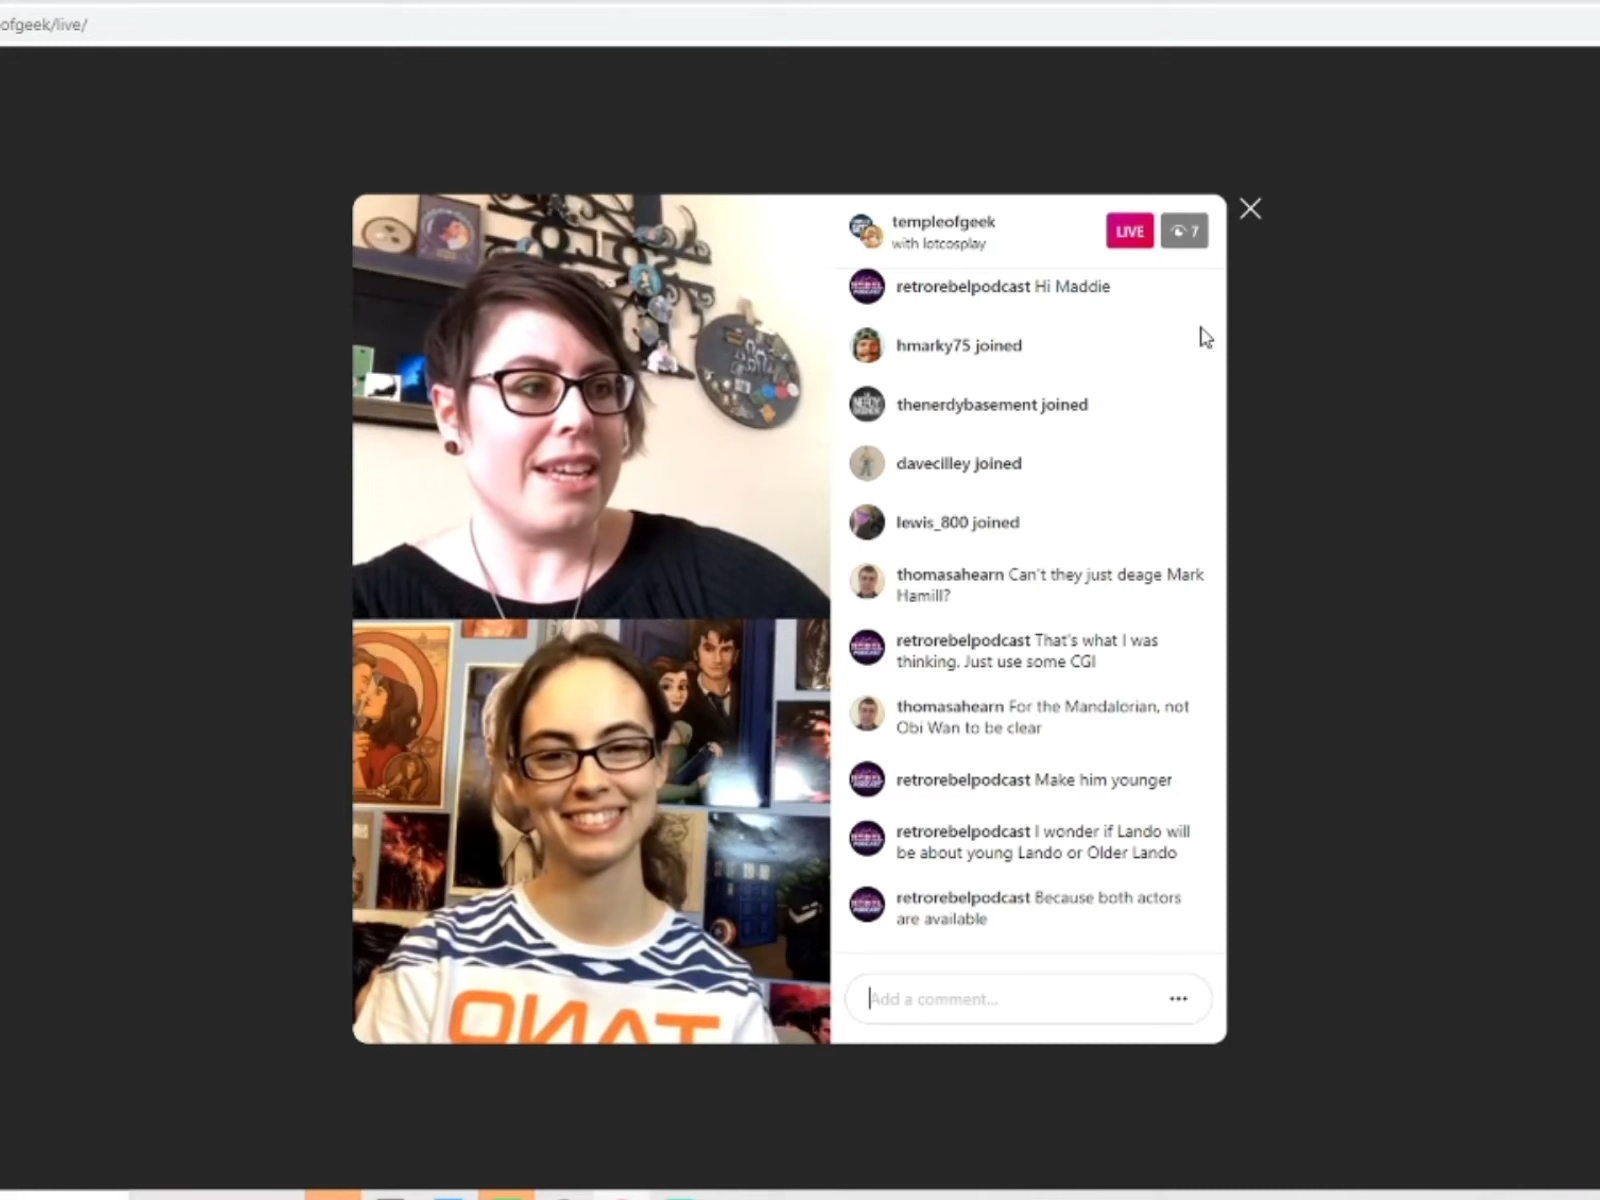 ofgeek/live/
templeofgeek
with lotcosplay
LIVE
7
retrorebelpodcast Hi Maddie
hmarky75 joined
thenerdybasement joined
davecilley joined
lewis_800 joined
thomasahearn Can't they just deage Mark
Hamill?
retrorebelpodcast That's what I was
thinking. Just use some CGI
thomasahearn For the Mandalorian, not
Obi Wan to be clear
retrorebelpodcast Make him younger
retrorebelpodcast I wonder if Lando will
be about young Lando or Older Lando
retrorebelpodcast Because both actors
are available
Add a comment...